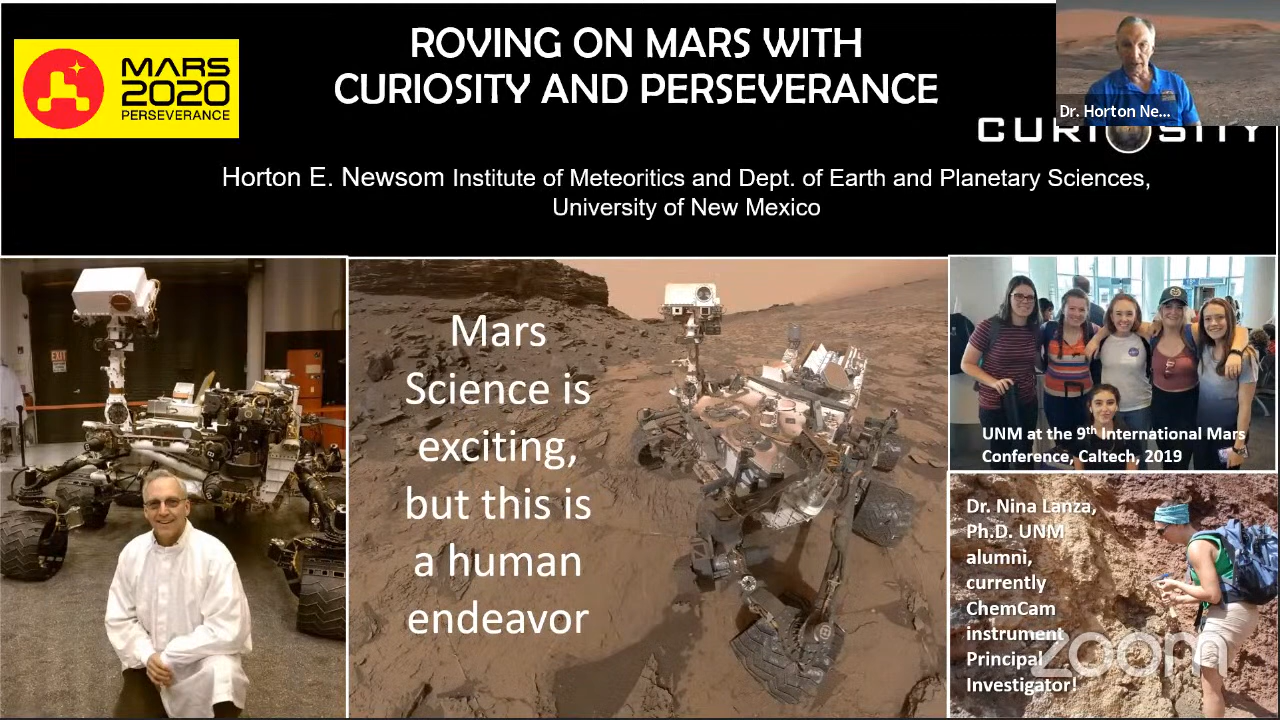 MARS
2020
PERSEVERANCE
ROVING ON MARS WITH
CURIOSITY AND PERSEVERANCE
Dr. Horton Ne...
CURIOSITY
Horton E. Newsom Institute of Meteoritics and Dept. of Earth and Planetary Sciences,
University of New Mexico
EXIT
Mars
Science is
exciting,
but this is
a human
endeavor
UNM at the 9th International Mars
Conference, Caltech, 2019
Dr. Nina Lanza,
Ph.D. UNM
alumni,
currently
ChemCam
instrument
Principal
Investigator!
zoom